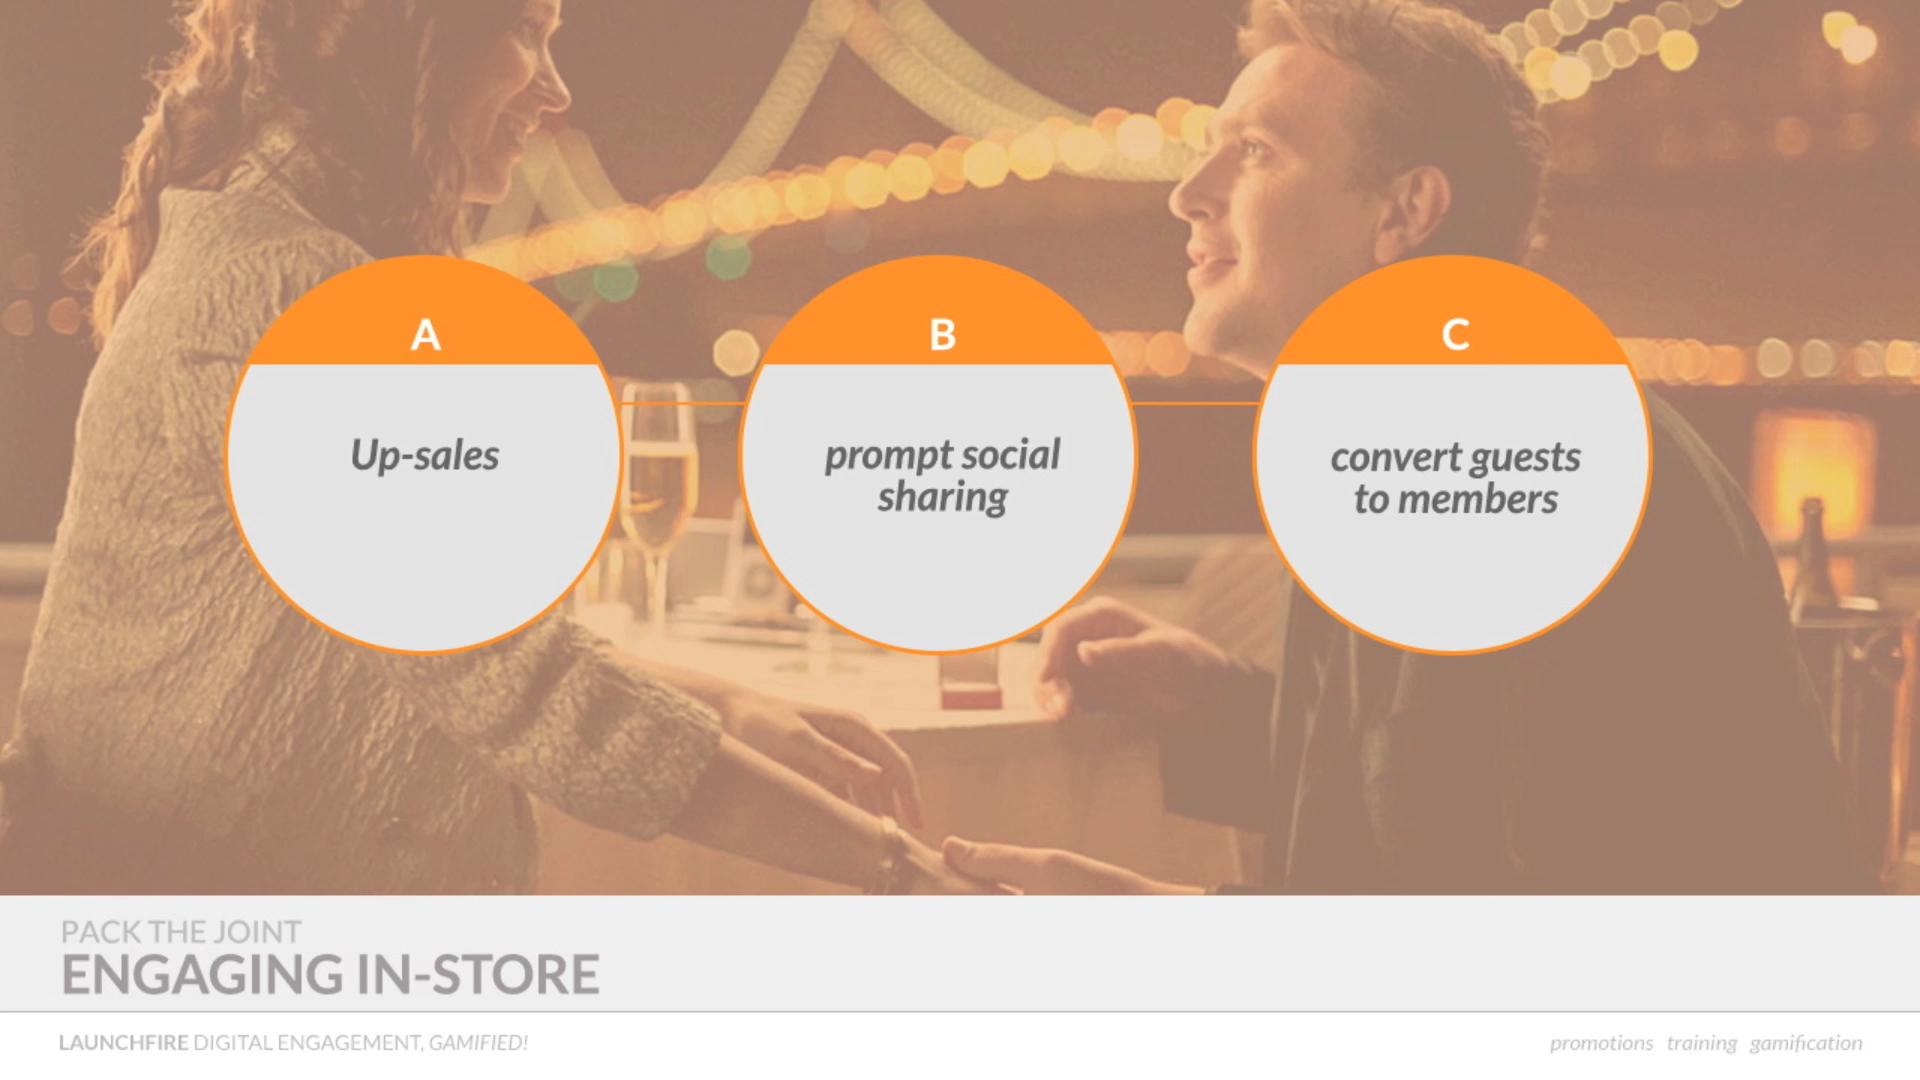 A
Up-sales
B
prompt social
sharing
C
convert guests
to members
PACK THE JOINT
ENGAGING IN-STORE
LAUNCHFIRE DIGITAL ENGAGEMENT, GAMIFIED!
promotions training gamification